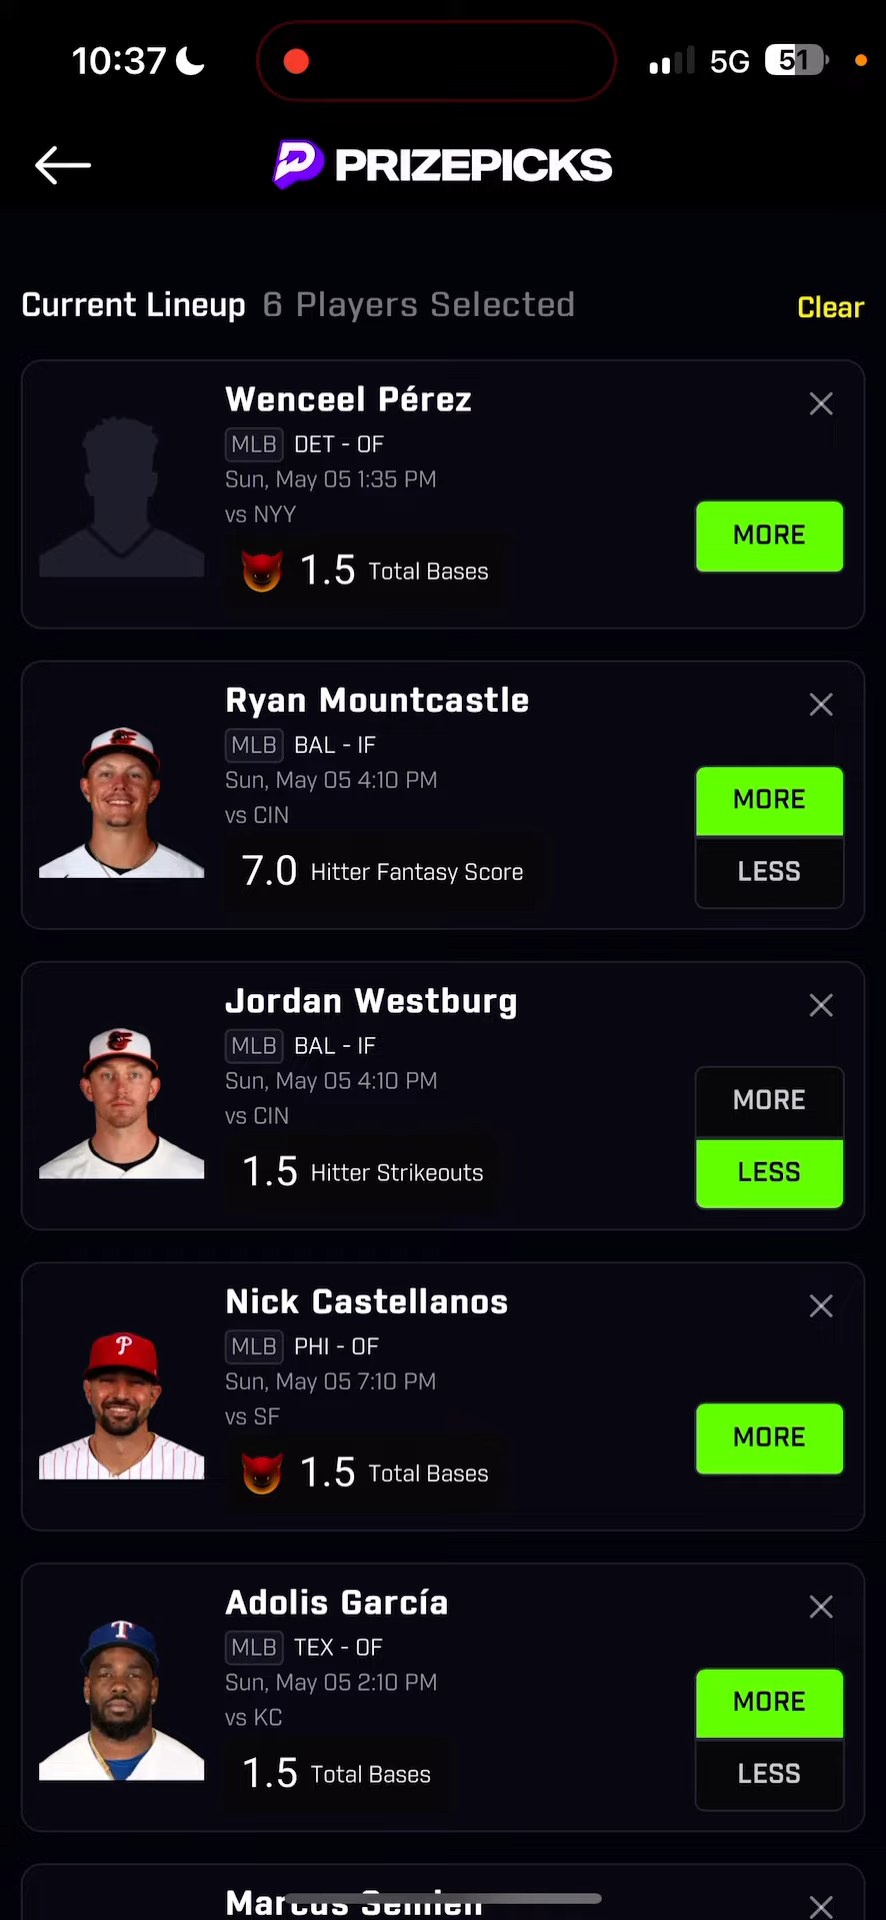 10:37
5G
51
PRIZEPICKS
Current Lineup 6 Players Selected
Clear
Wenceel Pérez
MLB DET - OF
Sun, May 05 1:35 PM
vs NYY
MORE
1.5 Total Bases
Ryan Mountcastle
MLB BAL - IF
Sun, May 05 4:10 PM
MORE
vs CIN
7.0 Hitter Fantasy Score
LESS
Jordan Westburg
MLB BAL - IF
Sun, May 05 4:10 PM
MORE
vs CIN
1.5 Hitter Strikeouts
LESS
Nick Castellanos
MLB PHI - OF
Sun, May 05 7:10 PM
vs SF
MORE
1.5 Total Bases
Adolis García
MLB TEX - OF
Sun, May 05 2:10 PM
MORE
vs KC
1.5 Total Bases
LESS
Marcus Semien